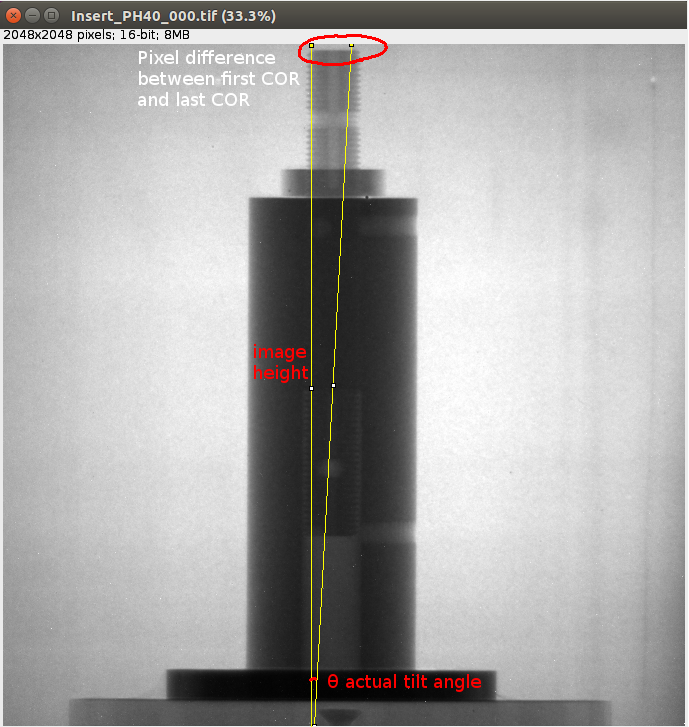 Insert_PH40_000.tif (33.3%)
2048x2048 pixels; 16-bit; 8MB
Pixel difference
between first COR
and last COR
image
height
θ actual tilt angle